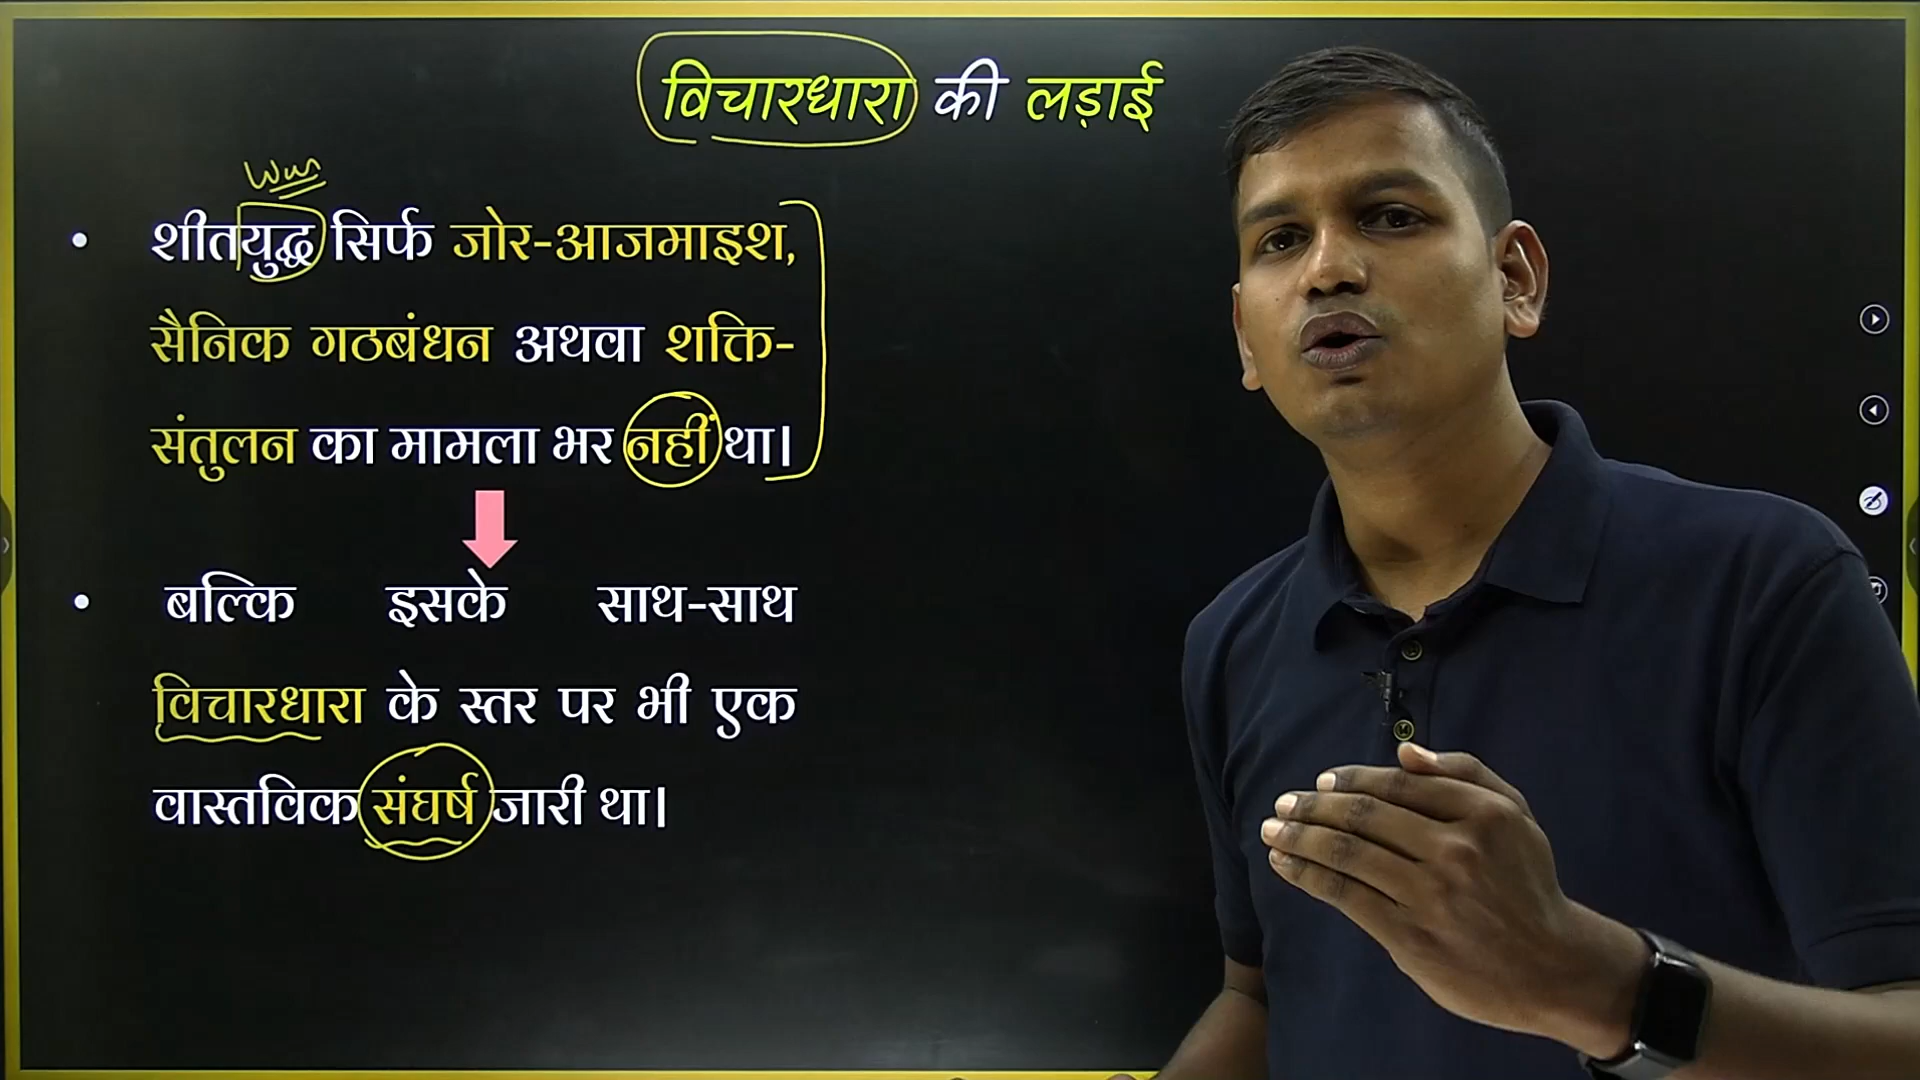 विचारधारा की लड़ाई
War
• शीतयुद्ध सिर्फ जोर-आजमाइश,
सैनिक गठबंधन अथवा शक्ति-
संतुलन का मामला भर नहीं था।
• बल्कि इसके साथ-साथ
विचारधारा के स्तर पर भी एक
वास्तविक संघर्ष जारी था।